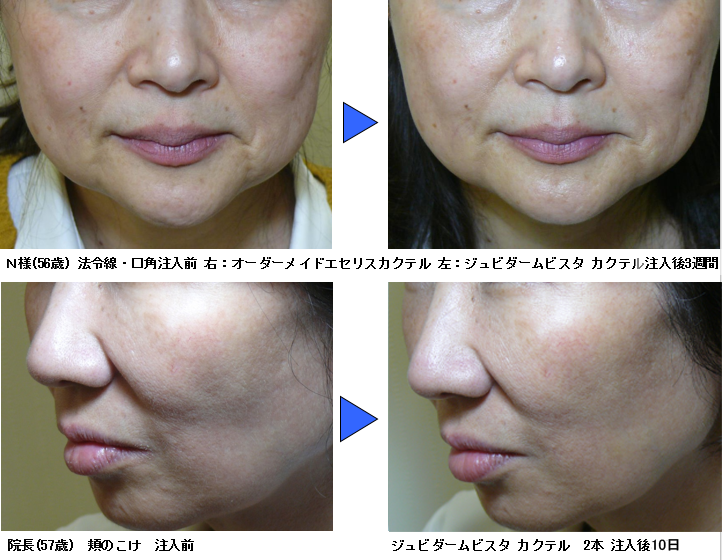 N様(56歳) 法令線・口角注入前 右：オーダーメイドエセリスカクテル 左：ジュビダームビスタ カクテル注入後3週間
院長(57歳) 頬のこけ 注入前
ジュビダームビスタ カクテル 2本 注入後10日